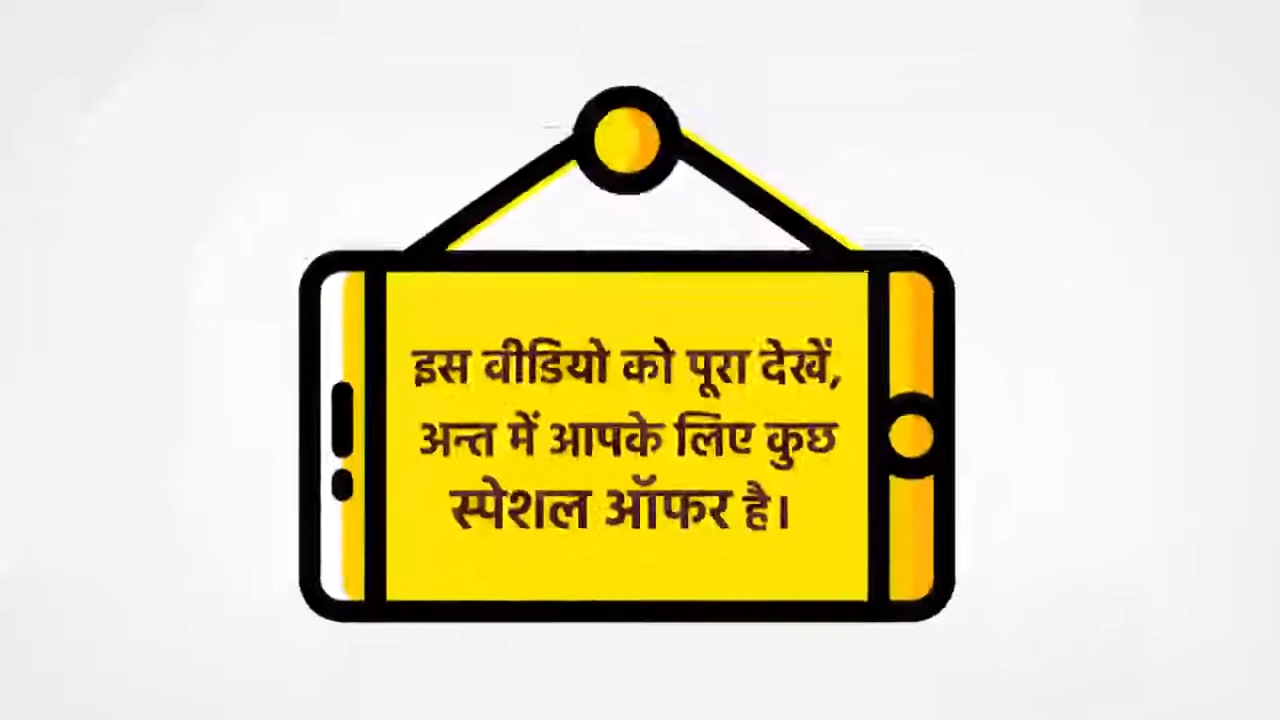 इस वीडियो को पूरा देखें,
अन्त में आपके लिए कुछ
स्पेशल ऑफर है।